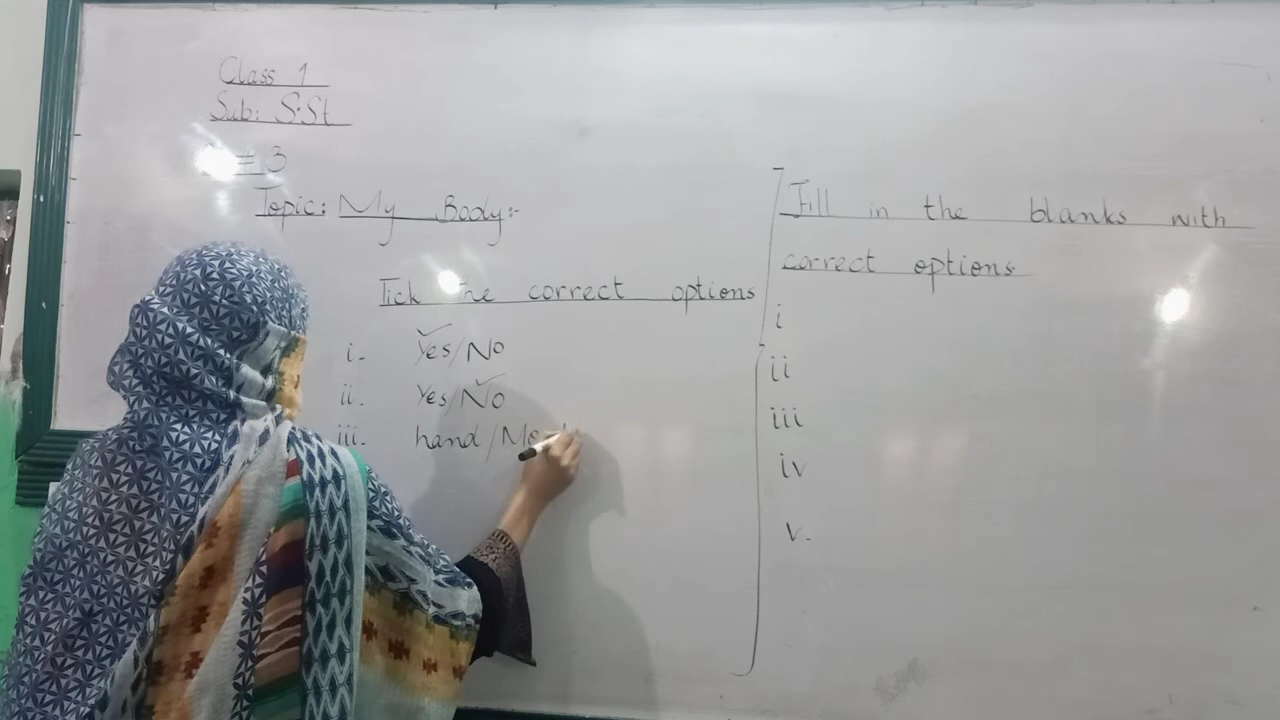 Class 1
Sub: S.St
# 3
Topic: My Body:-
Tick the correct options
i. Yes/No
ii. Yes/No
iii. hand/
Fill in the blanks with
correct options
i
ii
iii
iv
v.